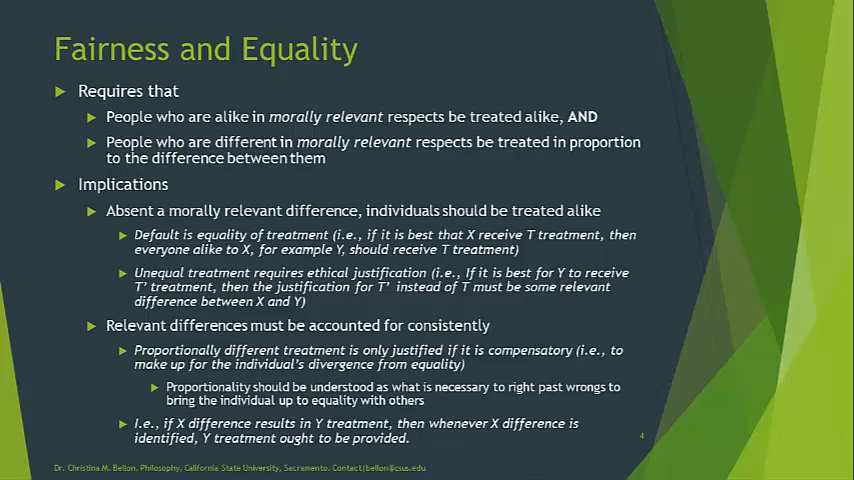 Fairness and Equality
Requires that
People who are alike in morally relevant respects be treated alike, AND
People who are different in morally relevant respects be treated in proportion
to the difference between them
Implications
Absent a morally relevant difference, individuals should be treated alike
Default is equality of treatment (i.e., if it is best that X receive T treatment, then
everyone alike to X, for example Y, should receive T treatment)
Unequal treatment requires ethical justification (i.e., If it is best for Y to receive
T' treatment, then the justification for T' instead of T must be some relevant
difference between X and Y)
Relevant differences must be accounted for consistently
Proportionally different treatment is only justified if it is compensatory (i.e., to
make up for the individual's divergence from equality)
Proportionality should be understood as what is necessary to right past wrongs to
bring the individual up to equality with others
I.e., if X difference results in Y treatment, then whenever X difference is
identified, Y treatment ought to be provided.
4
Dr. Christina M. Bellon, Philosophy, California State University, Sacramento. Contact|bellon@csus.edu